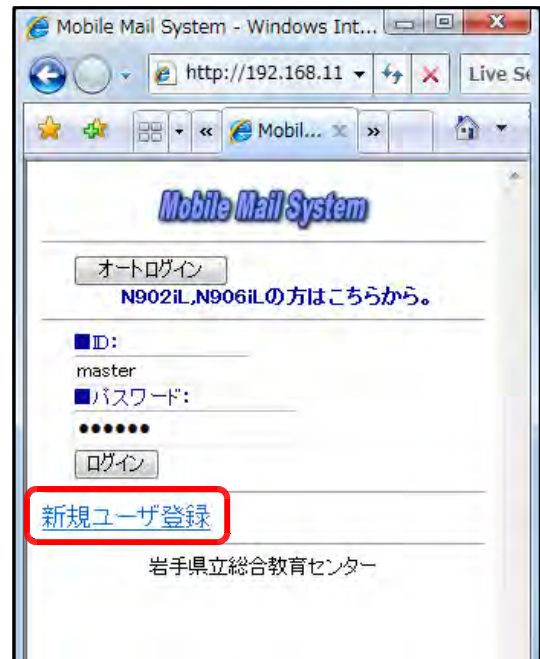 Mobile Mail System - Windows Int...
http://192.168.11
Live Se
Mobil...
Mobile Mail System
オートログイン
N902iL,N906iLの方はこちらから。
■ID:
master
■パスワード:
●●●●●●
ログイン
新規ユーザ登録
岩手県立総合教育センター